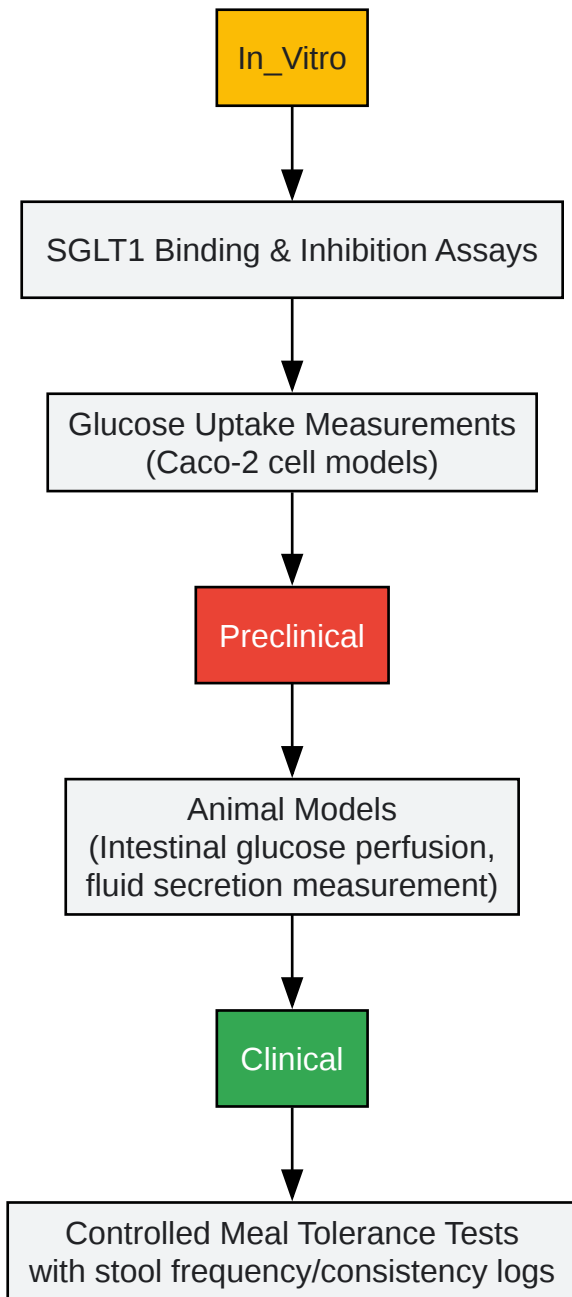 In_Vitro
SGLT1 Binding & Inhibition Assays
Glucose Uptake Measurements
(Caco-2 cell models)
Preclinical
Animal Models
(Intestinal glucose perfusion,
fluid secretion measurement)
Clinical
Controlled Meal Tolerance Tests
with stool frequency/consistency logs